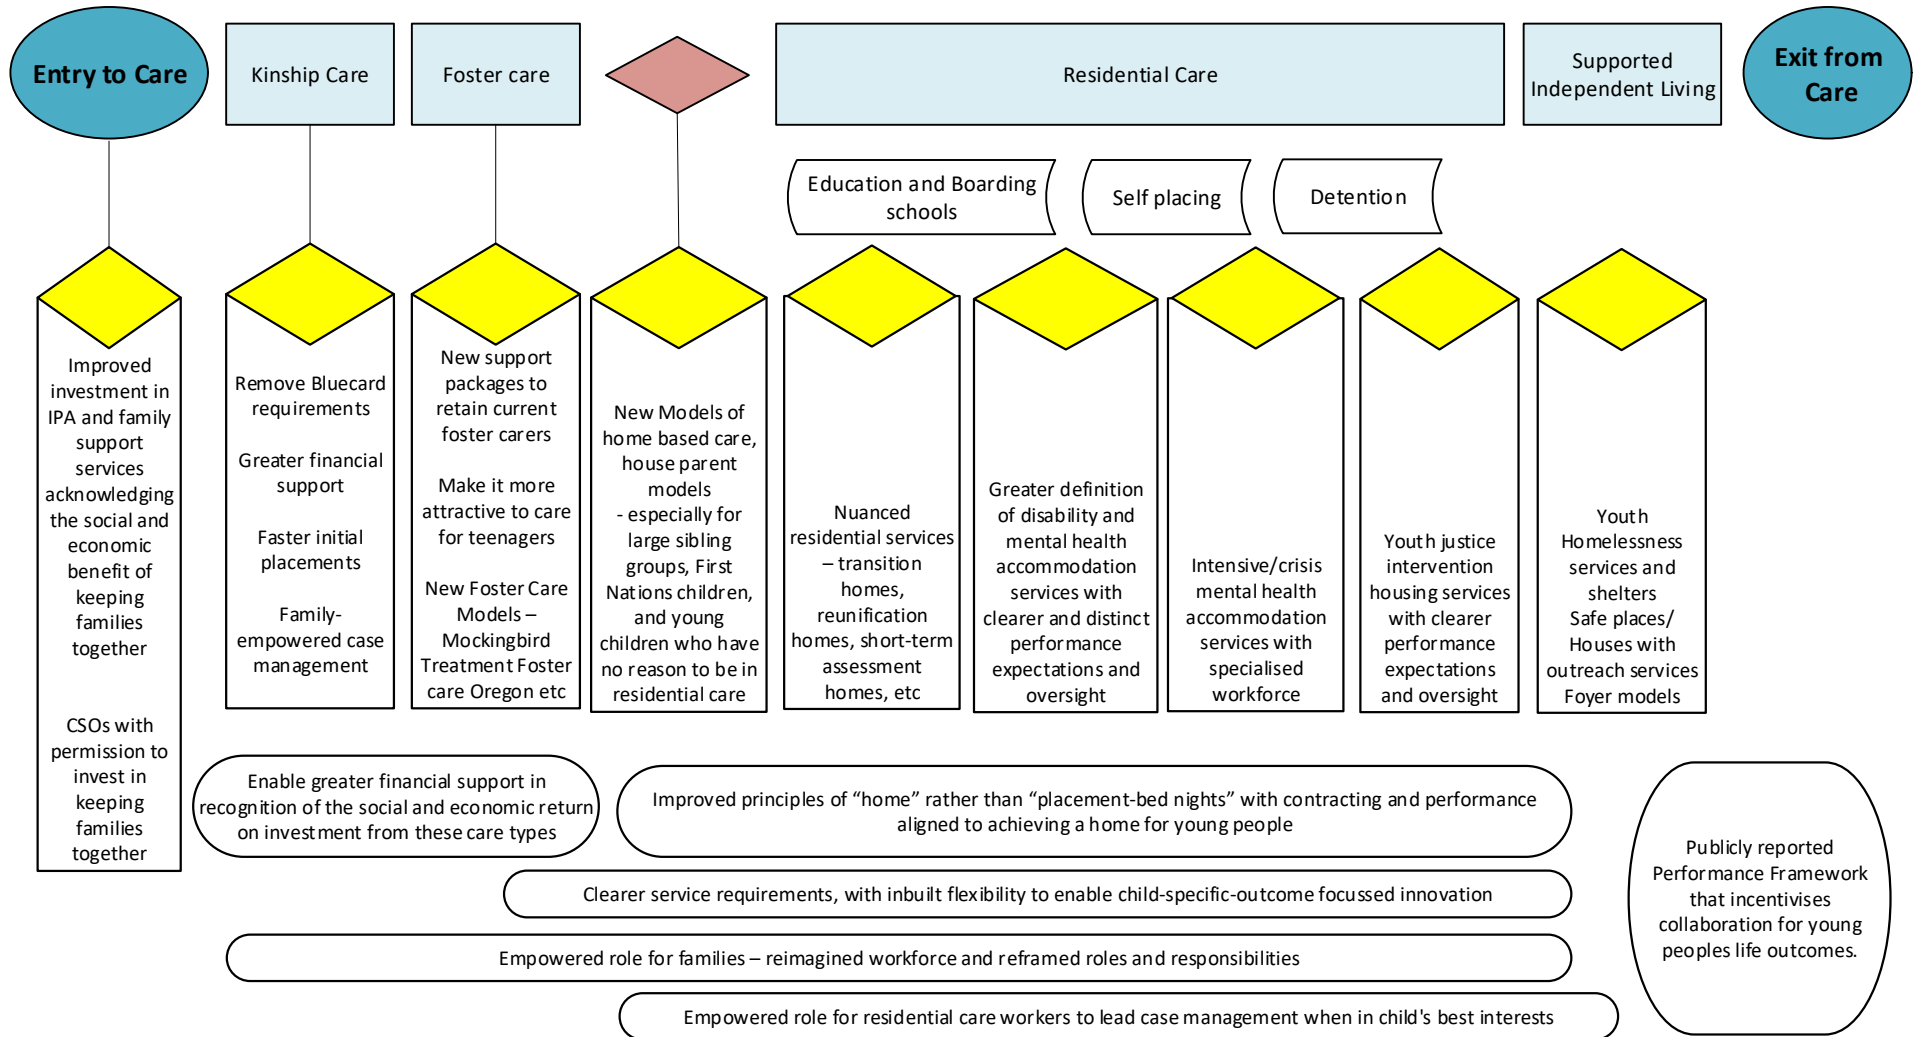 Entry to Care
Kinship Care
Foster care
Residential Care
Supported
Independent Living
Exit from
Care
Education and Boarding
schools
Self placing
Detention
Improved
investment in
IPA and family
support
services
acknowledging
the social and
economic
benefit of
keeping
families
together
CSOs with
permission to
invest in
keeping
families
together
Remove Bluecard
requirements
Greater financial
support
Faster initial
placements
Family-
empowered case
management
New support
packages to
retain current
foster carers
Make it more
attractive to care
for teenagers
New Foster Care
Models –
Mockingbird
Treatment Foster
care Oregon etc
New Models of
home based care,
house parent
models
- especially for
large sibling
groups, First
Nations children,
and young
children who have
no reason to be in
residential care
Nuanced
residential services
– transition
homes,
reunification
homes, short-term
assessment
homes, etc
Greater definition
of disability and
mental health
accommodation
services with
clearer and distinct
performance
expectations and
oversight
Intensive/crisis
mental health
accommodation
services with
specialised
workforce
Youth justice
intervention
housing services
with clearer
performance
expectations
and oversight
Youth
Homelessness
services and
shelters
Safe places/
Houses with
outreach services
Foyer models
Enable greater financial support in
recognition of the social and economic return
on investment from these care types
Improved principles of “home” rather than “placement-bed nights” with contracting and performance
aligned to achieving a home for young people
Clearer service requirements, with inbuilt flexibility to enable child-specific-outcome focussed innovation
Empowered role for families – reimagined workforce and reframed roles and responsibilities
Empowered role for residential care workers to lead case management when in child's best interests
Publicly reported
Performance Framework
that incentivises
collaboration for young
peoples life outcomes.